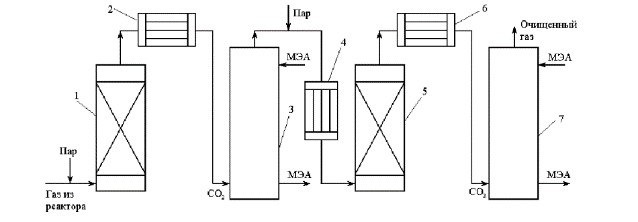 2
Пар
6
Очищенный
газ
1
МЭА
4
МЭА
3
5
7
Пар
Газ из
реактора
CO2
МЭА
CO2
МЭА